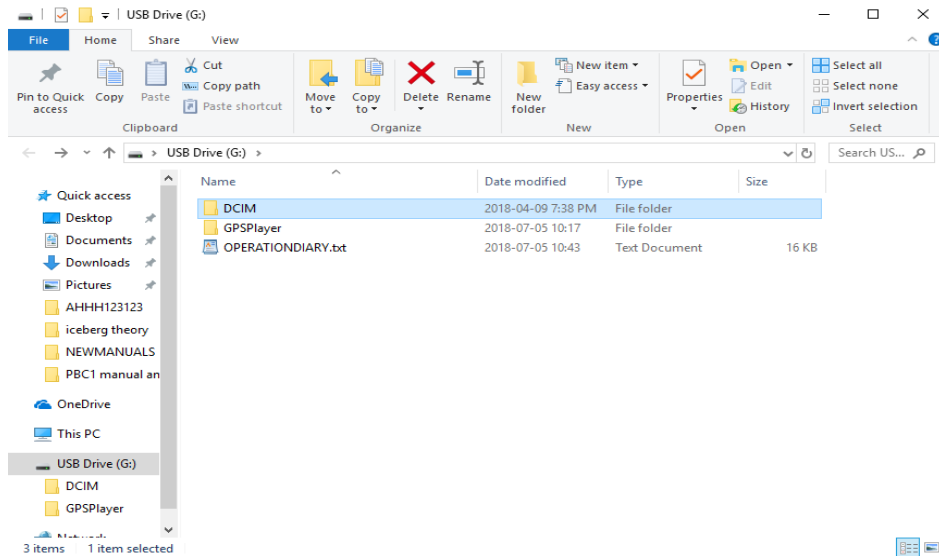 USB Drive (G:)
File Home Share View
Pin to Quick access
Copy
Paste
Cut
Copy path
Paste shortcut
Clipboard
Move to
Copy to
Delete
Rename
Organize
New folder
New item
Easy access
New
Properties
Open
Edit
History
Open
Select all
Select none
Invert selection
Select
USB Drive (G:)
Search US...
Name Date modified Type Size
DCIM 2018-04-09 7:38 PM File folder
GPSPlayer 2018-07-05 10:17 File folder
OPERATIONDIARY.txt 2018-07-05 10:43 Text Document 16 KB
Quick access
Desktop
Documents
Downloads
Pictures
AHHH123123
iceberg theory
NEWMANUALS
PBC1 manual an
OneDrive
This PC
USB Drive (G:)
DCIM
GPSPlayer
Network
3 items 1 item selected